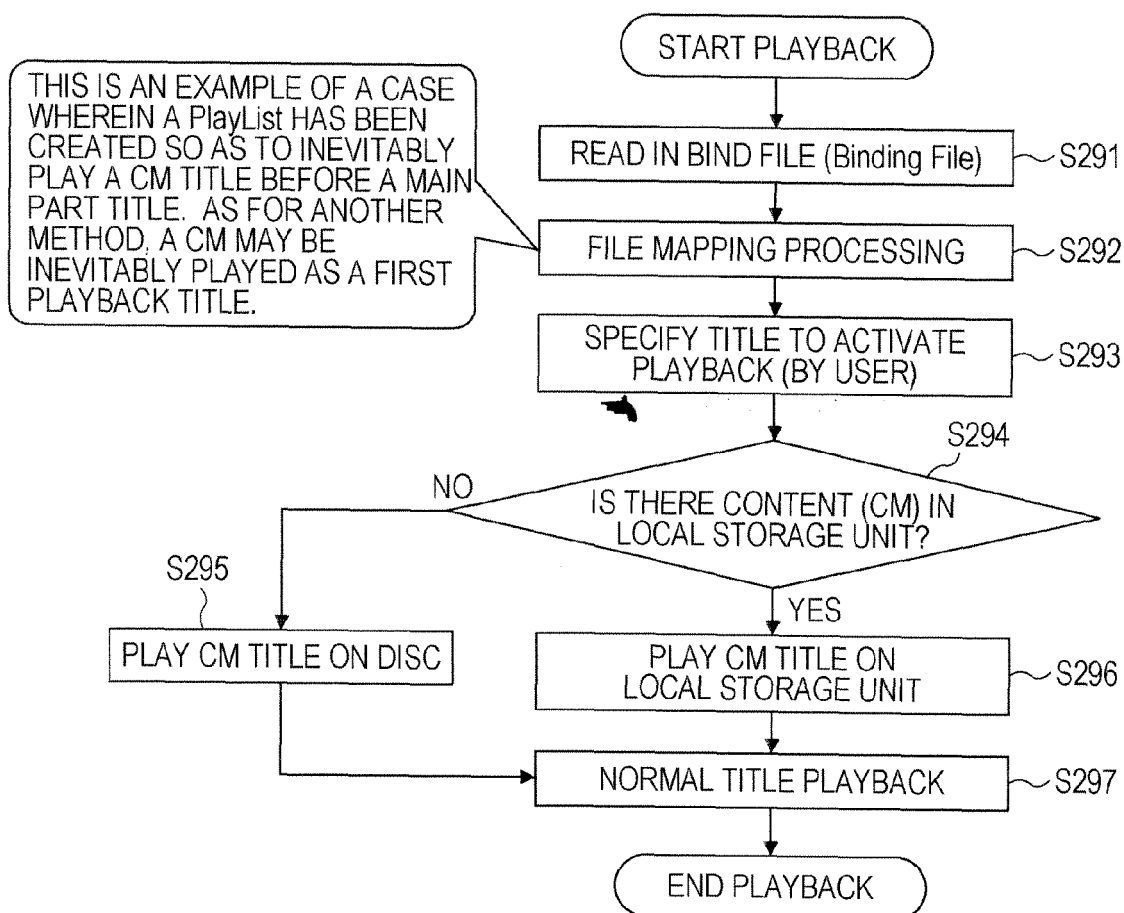 START PLAYBACK
THIS IS AN EXAMPLE OF A CASE
WHEREIN A PlayList HAS BEEN
CREATED SO AS TO INEVITABLY
PLAY A CM TITLE BEFORE A MAIN
PART TITLE. AS FOR ANOTHER
METHOD, A CM MAY BE
INEVITABLY PLAYED AS A FIRST
PLAYBACK TITLE.
READ IN BIND FILE (Binding File)
S291
FILE MAPPING PROCESSING
S292
SPECIFY TITLE TO ACTIVATE
PLAYBACK (BY USER)
S293
S294
IS THERE CONTENT (CM) IN
LOCAL STORAGE UNIT?
NO
YES
S295
PLAY CM TITLE ON DISC
PLAY CM TITLE ON
LOCAL STORAGE UNIT
S296
NORMAL TITLE PLAYBACK
S297
END PLAYBACK